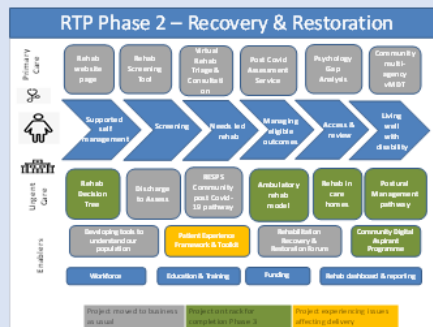 RTP Phase 2 – Recovery & Restoration
Primary
Care
Rehab
website
page
Rehab
Screening
Tool
Virtual
Rehab
Triage &
Consultati
on
Post Covid
Assessment
Service
Psychology
Gap
Analysis
Community
multi-
agency
vMDT
Supported
self
management
Screening
Needs led
rehab
Managing
eligible
outcomes
Access &
review
Living
well with
disability
Urgent Care
Rehab
Decision
Tree
Discharge
to Assess
Community
post Covid-
19 pathway
Ambulatory
rehab
model
Rehab in
care
homes
Postural
Management
pathway
Enablers
Developing tools to
understand our
population
Patient Experience
Framework & Toolkit
Rehabilitation
Recovery &
Restoration Forum
Community Digital
Aspirant
Programme
Workforce
Education & Training
Funding
Rehab dashboard & reporting
Project moved to business
as usual
Project on track for
completion Phase 3
Project experiencing issues
affecting delivery